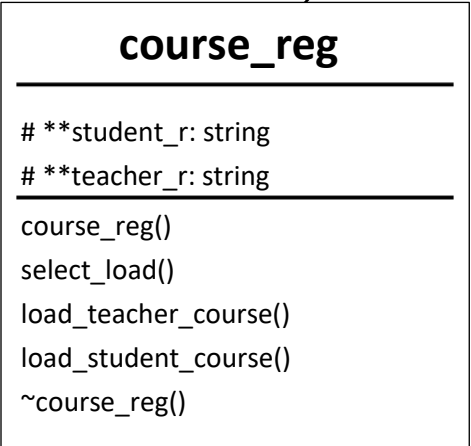 course_reg
# **student_r: string
# **teacher_r: string
course_reg()
select_load()
load_teacher_course()
load_student_course()
~course_reg()